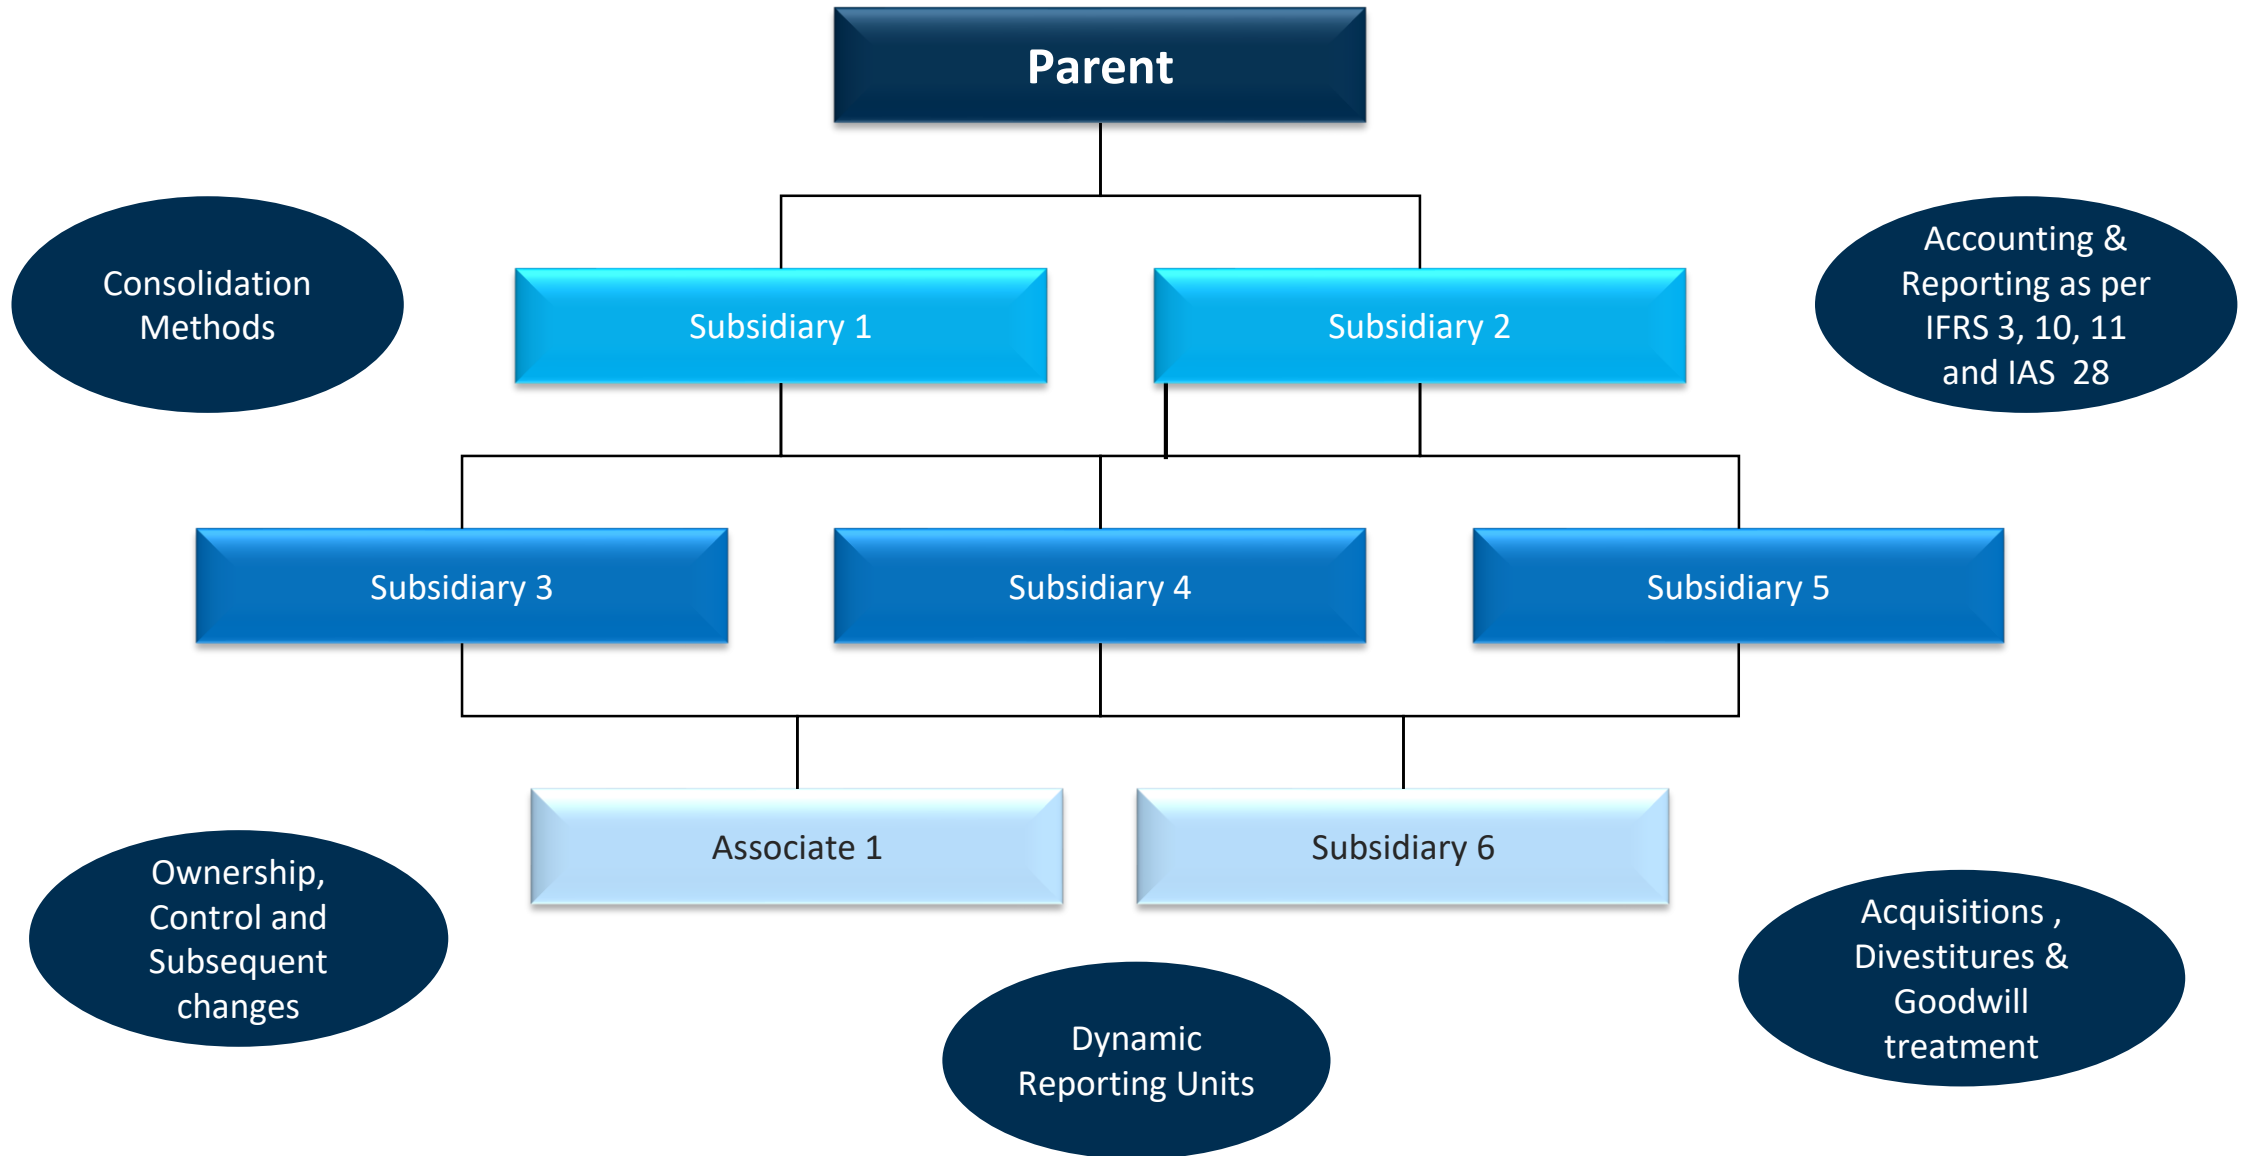 Parent
Consolidation
Methods
Subsidiary 1
Subsidiary 2
Accounting &
Reporting as per
IFRS 3, 10, 11
and IAS  28
Subsidiary 3
Subsidiary 4
Subsidiary 5
Associate 1
Subsidiary 6
Ownership,
Control and
Subsequent
changes
Dynamic
Reporting Units
Acquisitions ,
Divestitures &
Goodwill
treatment